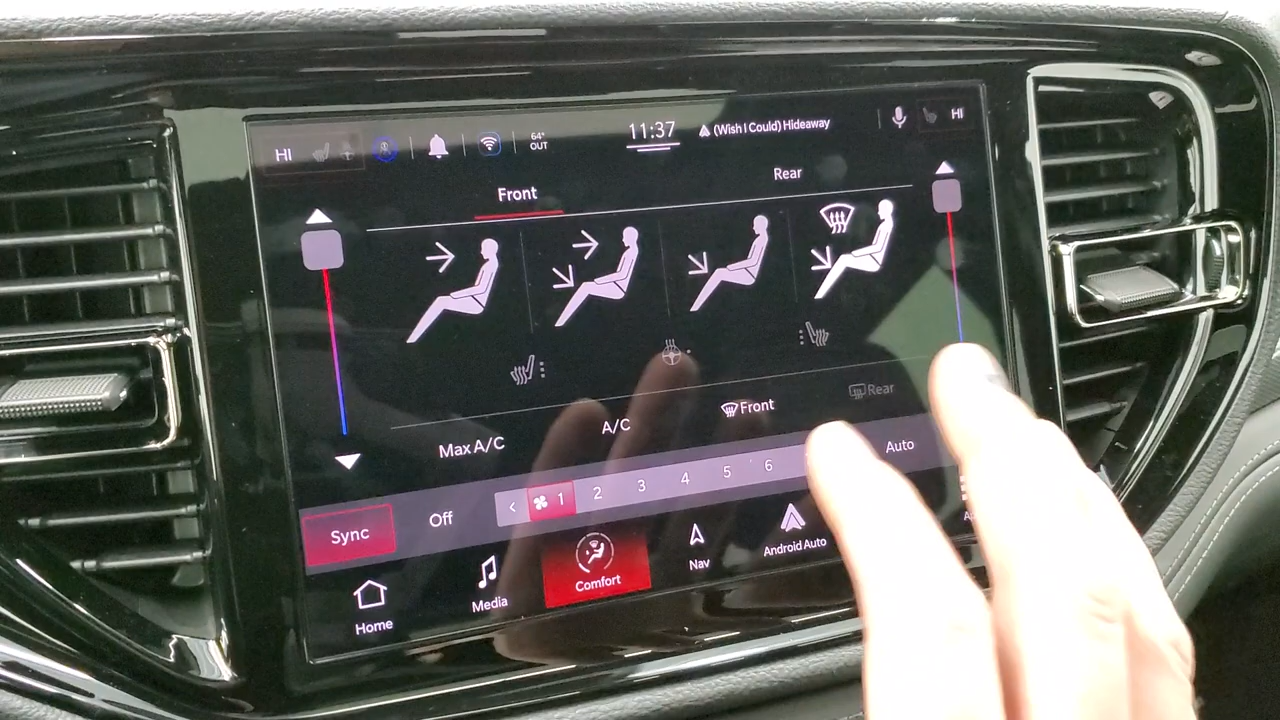 HI
64°
OUT
11:37
(Wish I Could) Hideaway
HI
Front
Rear
Max A/C
A/C
Front
Rear
Sync
Off
< 1 2 3 4 5 6
Auto
Home
Media
Comfort
Nav
Android Auto